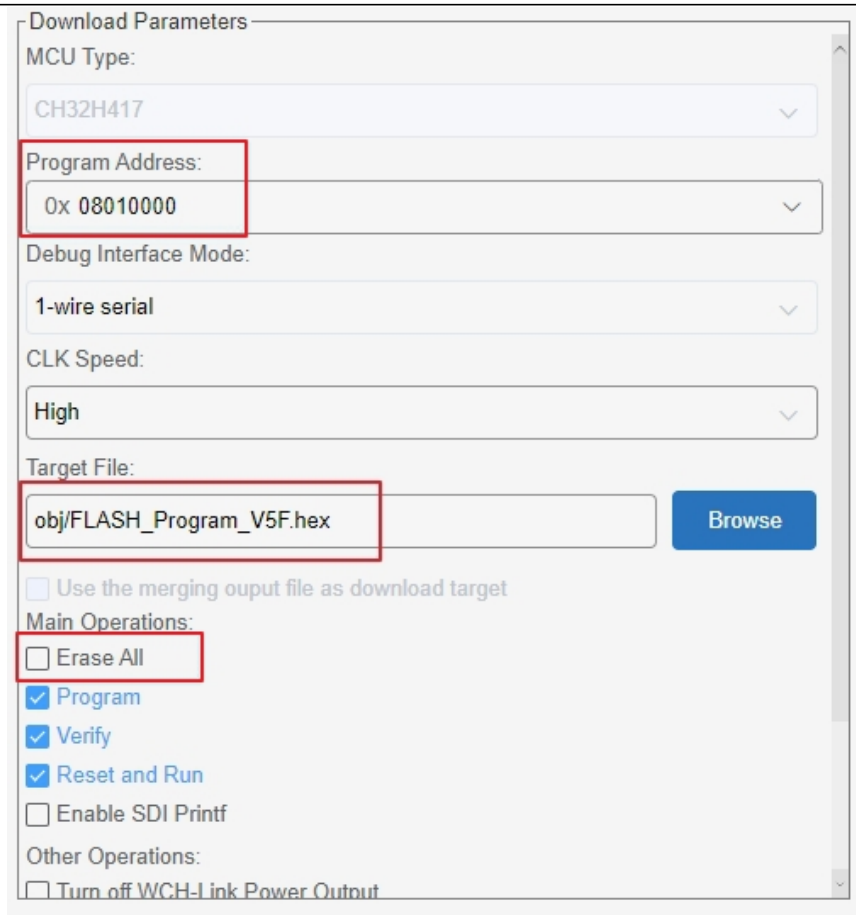 Download Parameters
MCU Type:
CH32H417
Program Address:
0x 08010000
Debug Interface Mode:
1-wire serial
CLK Speed:
High
Target File:
obj/FLASH_Program_V5F.hex
Browse
Use the merging ouput file as download target
Main Operations:
Erase All
Program
Verify
Reset and Run
Enable SDI Printf
Other Operations:
Turn off WCH-Link Power Output